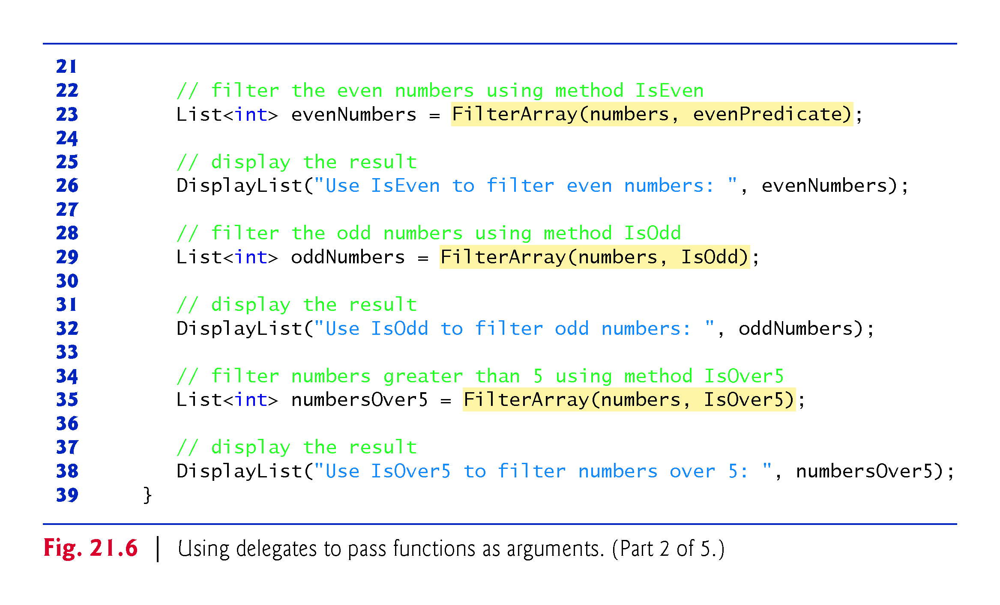 21
22 // filter the even numbers using method IsEven
23 List<int> evenNumbers = FilterArray(numbers, evenPredicate);
24
25 // display the result
26 DisplayList("Use IsEven to filter even numbers: ", evenNumbers);
27
28 // filter the odd numbers using method IsOdd
29 List<int> oddNumbers = FilterArray(numbers, IsOdd);
30
31 // display the result
32 DisplayList("Use IsOdd to filter odd numbers: ", oddNumbers);
33
34 // filter numbers greater than 5 using method IsOver5
35 List<int> numbersOver5 = FilterArray(numbers, IsOver5);
36
37 // display the result
38 DisplayList("Use IsOver5 to filter numbers over 5: ", numbersOver5);
39 }
Fig. 21.6 | Using delegates to pass functions as arguments. (Part 2 of 5.)